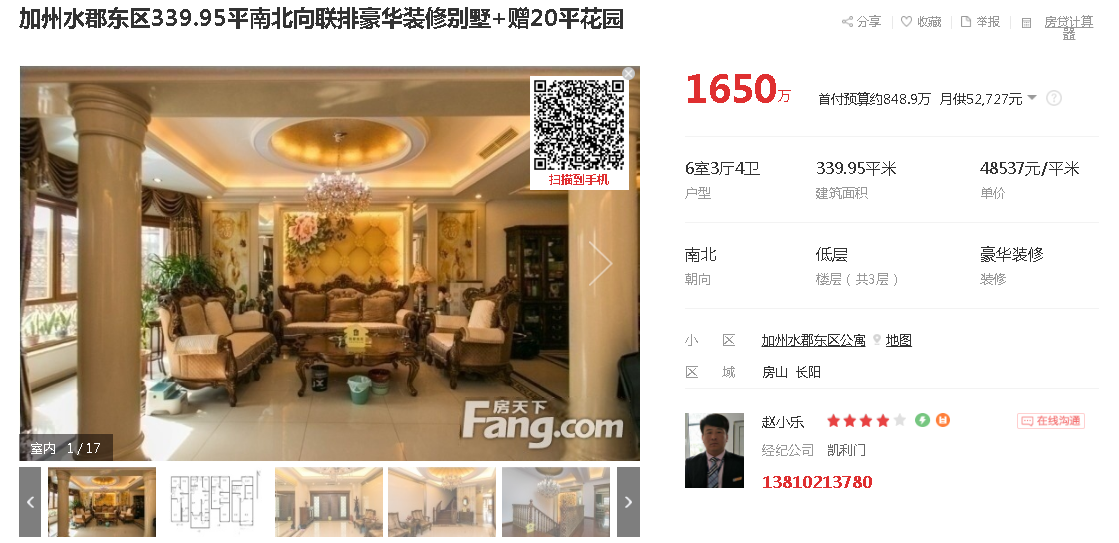 加州水郡东区339.95平南北向联排豪华装修别墅+赠20平花园
分享
收藏
举报
房贷计算器
扫描到手机
房天下
Fang.com
室内 1/17
1650万
首付预算约848.9万 月供52,727元
6室3厅4卫
339.95平米
48537元/平米
户型
建筑面积
单价
南北
低层
豪华装修
朝向
楼层（共3层）
装修
小 区 加州水郡东区公寓 地图
区 域 房山 长阳
赵小乐
在线沟通
经纪公司 凯利门
13810213780